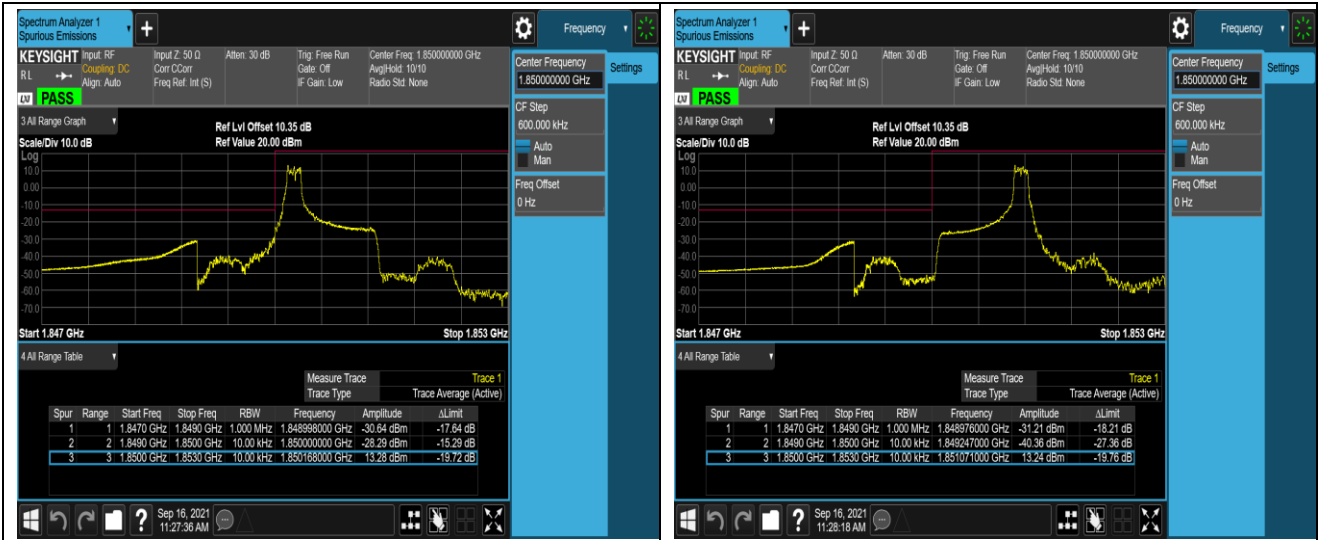 Spectrum Analyzer 1
Spurious Emissions
+
Frequency
KEYSIGHT
R L
Input: RF
Coupling: DC
Align: Auto
Input Z: 50 Ω
Corr CCorr
Freq Ref: Int (S)
Atten: 30 dB
Trig: Free Run
Gate: Off
IF Gain: Low
Center Freq: 1.850000000 GHz
Avg|Hold: 10/10
Radio Std: None
LXI
PASS
3 All Range Graph
Ref Lvl Offset 10.35 dB
Scale/Div 10.0 dB
Ref Value 20.00 dBm
Log
10.0
0.00
-10.0
-20.0
-30.0
-40.0
-50.0
-60.0
-70.0
Start 1.847 GHz
Stop 1.853 GHz
4 All Range Table
Measure Trace Trace 1
Trace Type Trace Average (Active)
Spur Range Start Freq Stop Freq RBW Frequency Amplitude ΔLimit
1 1 1.8470 GHz 1.8490 GHz 1.000 MHz 1.848998000 GHz -30.64 dBm -17.64 dB
2 2 1.8490 GHz 1.8500 GHz 10.00 kHz 1.850000000 GHz -28.29 dBm -15.29 dB
3 3 1.8500 GHz 1.8530 GHz 10.00 kHz 1.850168000 GHz 13.28 dBm -19.72 dB
?
Sep 16, 2021
11:27:36 AM
Center Frequency
1.850000000 GHz
Settings
CF Step
600.000 kHz
Auto
Man
Freq Offset
0 Hz
Spectrum Analyzer 1
Spurious Emissions
+
Frequency
KEYSIGHT
R L
Input: RF
Coupling: DC
Align: Auto
Input Z: 50 Ω
Corr CCorr
Freq Ref: Int (S)
Atten: 30 dB
Trig: Free Run
Gate: Off
IF Gain: Low
Center Freq: 1.850000000 GHz
Avg|Hold: 10/10
Radio Std: None
LXI
PASS
3 All Range Graph
Ref Lvl Offset 10.35 dB
Scale/Div 10.0 dB
Ref Value 20.00 dBm
Log
10.0
0.00
-10.0
-20.0
-30.0
-40.0
-50.0
-60.0
-70.0
Start 1.847 GHz
Stop 1.853 GHz
4 All Range Table
Measure Trace Trace 1
Trace Type Trace Average (Active)
Spur Range Start Freq Stop Freq RBW Frequency Amplitude ΔLimit
1 1 1.8470 GHz 1.8490 GHz 1.000 MHz 1.848976000 GHz -31.21 dBm -18.21 dB
2 2 1.8490 GHz 1.8500 GHz 10.00 kHz 1.849247000 GHz -40.36 dBm -27.36 dB
3 3 1.8500 GHz 1.8530 GHz 10.00 kHz 1.851071000 GHz 13.24 dBm -19.76 dB
?
Sep 16, 2021
11:28:18 AM
Center Frequency
1.850000000 GHz
Settings
CF Step
600.000 kHz
Auto
Man
Freq Offset
0 Hz